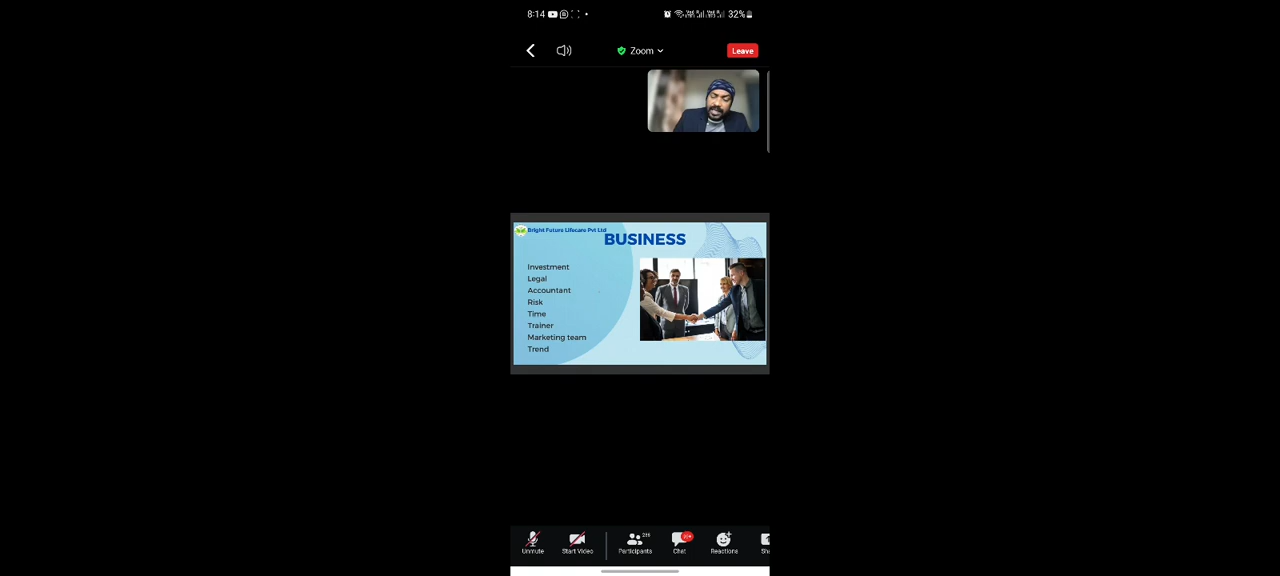 8:14
32%
Zoom
Leave
Bright Future Lifecare Pvt Ltd
BUSINESS
Investment
Legal
Accountant
Risk
Time
Trainer
Marketing team
Trend
Unmute
Start Video
Participants
Chat
Reactions